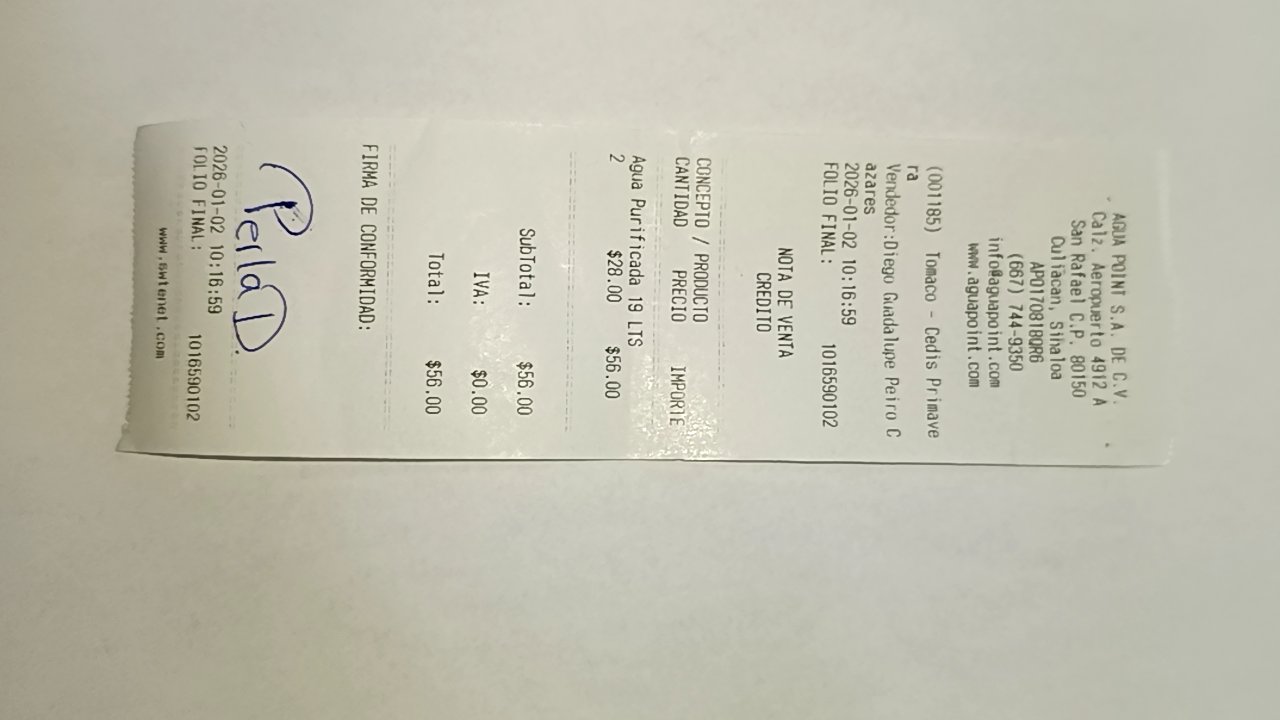 AGUA POINT S.A. DE C.V.
Calz. Aeropuerto 4912 A
San Rafael C.P. 80150
Culiacan, Sinaloa
APO170818QR6
(667) 744-9350
info@aguapoint.com
www.aguapoint.com
(001185) Tomaco - Cedis Primave
ra
Vendedor:Diego Guadalupe Peiro C
azares
2026-01-02 10:16:59
FOLIO FINAL: 1016590102
NOTA DE VENTA
CREDITO
CONCEPTO / PRODUCTO
CANTIDAD PRECIO IMPORTE
Agua Purificada 19 LTS
2 $28.00 $56.00
SubTotal: $56.00
IVA: $0.00
Total: $56.00
FIRMA DE CONFORMIDAD:
Perla D.
2026-01-02 10:16:59
FOLIO FINAL: 1016590102